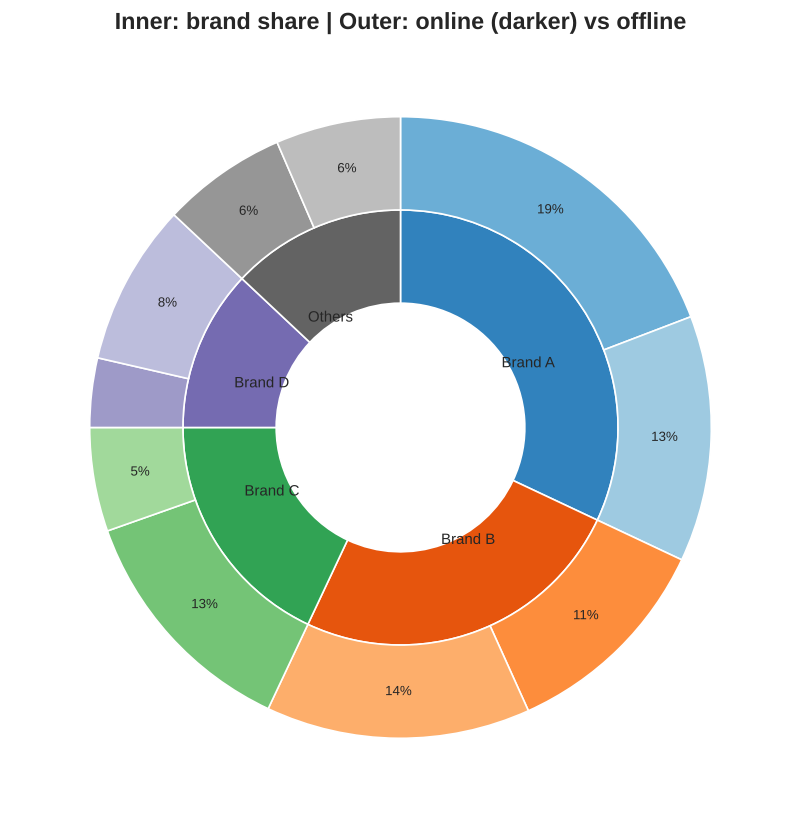 Inner: brand share | Outer: online (darker) vs offline
6%
6%
19%
8%
Others
Brand A
Brand D
13%
5%
Brand C
Brand B
13%
11%
14%